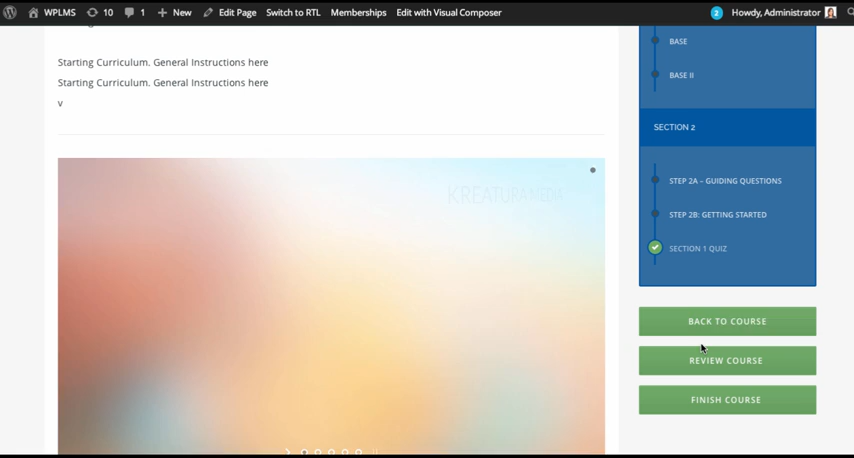 WPLMS 10 1 New Edit Page Switch to RTL Memberships Edit with Visual Composer 2 Howdy, Administrator
Starting Curriculum. General Instructions here
Starting Curriculum. General Instructions here
v
KREATURAMEDIA
BASE
BASE II
SECTION 2
STEP 2A – GUIDING QUESTIONS
STEP 2B: GETTING STARTED
SECTION 1 QUIZ
BACK TO COURSE
REVIEW COURSE
FINISH COURSE